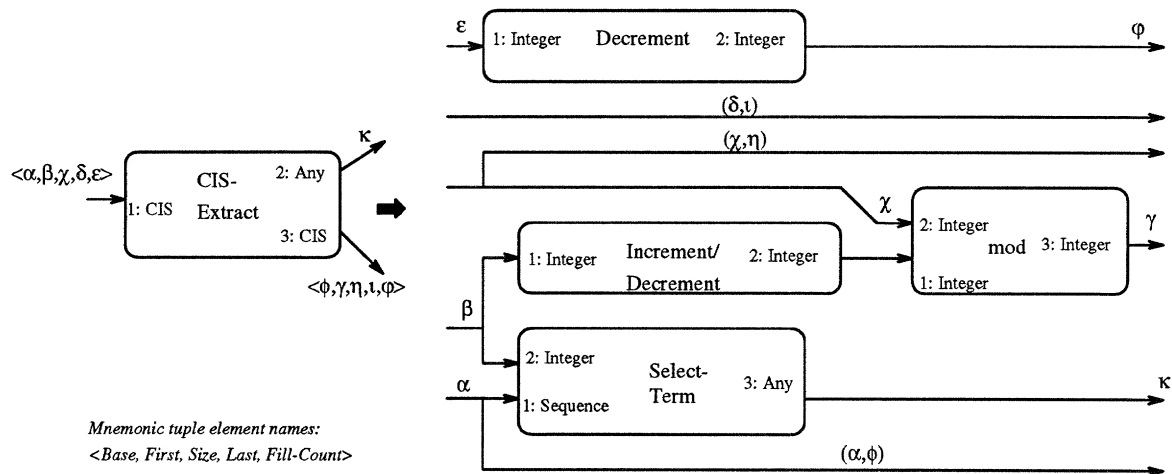 ε
1: Integer Decrement 2: Integer
φ
(δ,ι)
κ
(χ,η)
<α,β,χ,δ,ε>
CIS-
Extract
2: Any
1: CIS
3: CIS
<ϕ,γ,η,ι,φ>
χ
2: Integer
mod
3: Integer
1: Integer
γ
1: Integer
Increment/
Decrement
2: Integer
β
2: Integer
Select-
Term
3: Any
1: Sequence
α
κ
(α,ϕ)
Mnemonic tuple element names:
<Base, First, Size, Last, Fill-Count>